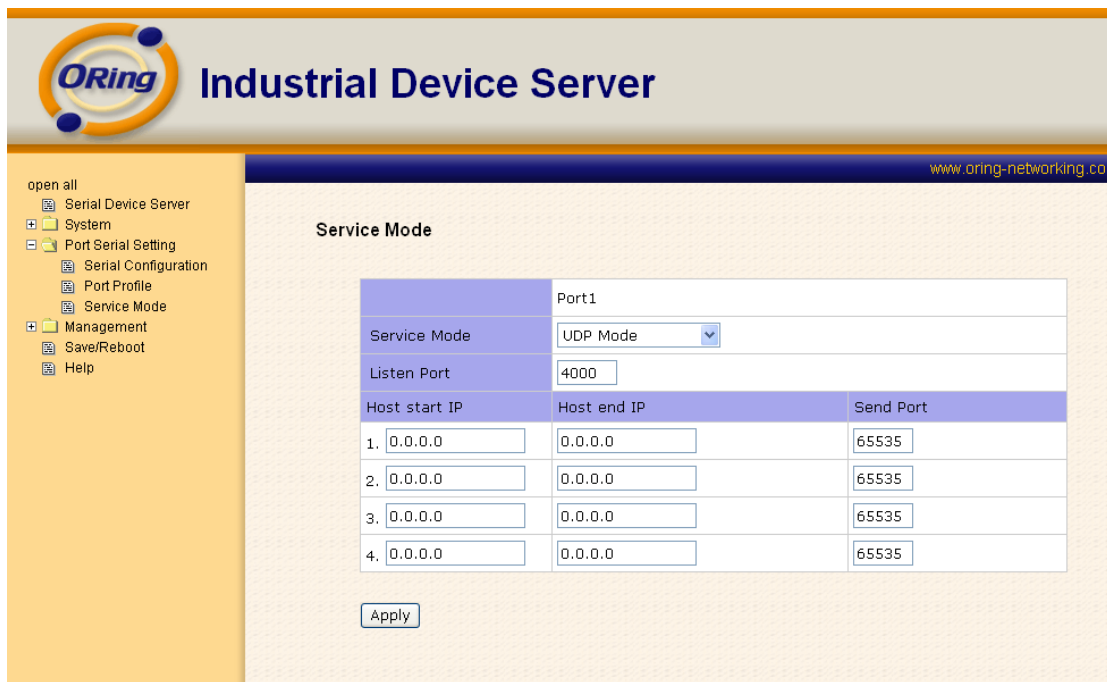 ORing
Industrial Device Server
www.oring-networking.co
open all
Serial Device Server
System
Port Serial Setting
Serial Configuration
Port Profile
Service Mode
Management
Save/Reboot
Help
Service Mode
Port1
Service Mode UDP Mode
Listen Port 4000
Host start IP Host end IP Send Port
1. 0.0.0.0 0.0.0.0 65535
2. 0.0.0.0 0.0.0.0 65535
3. 0.0.0.0 0.0.0.0 65535
4. 0.0.0.0 0.0.0.0 65535
Apply